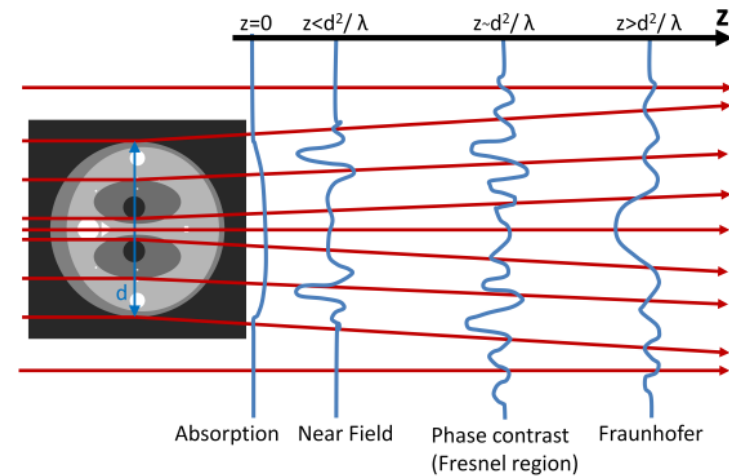 z=0
z<d²/ λ
z~d²/ λ
z>d²/ λ
Z
d
Absorption
Near Field
Phase contrast
(Fresnel region)
Fraunhofer